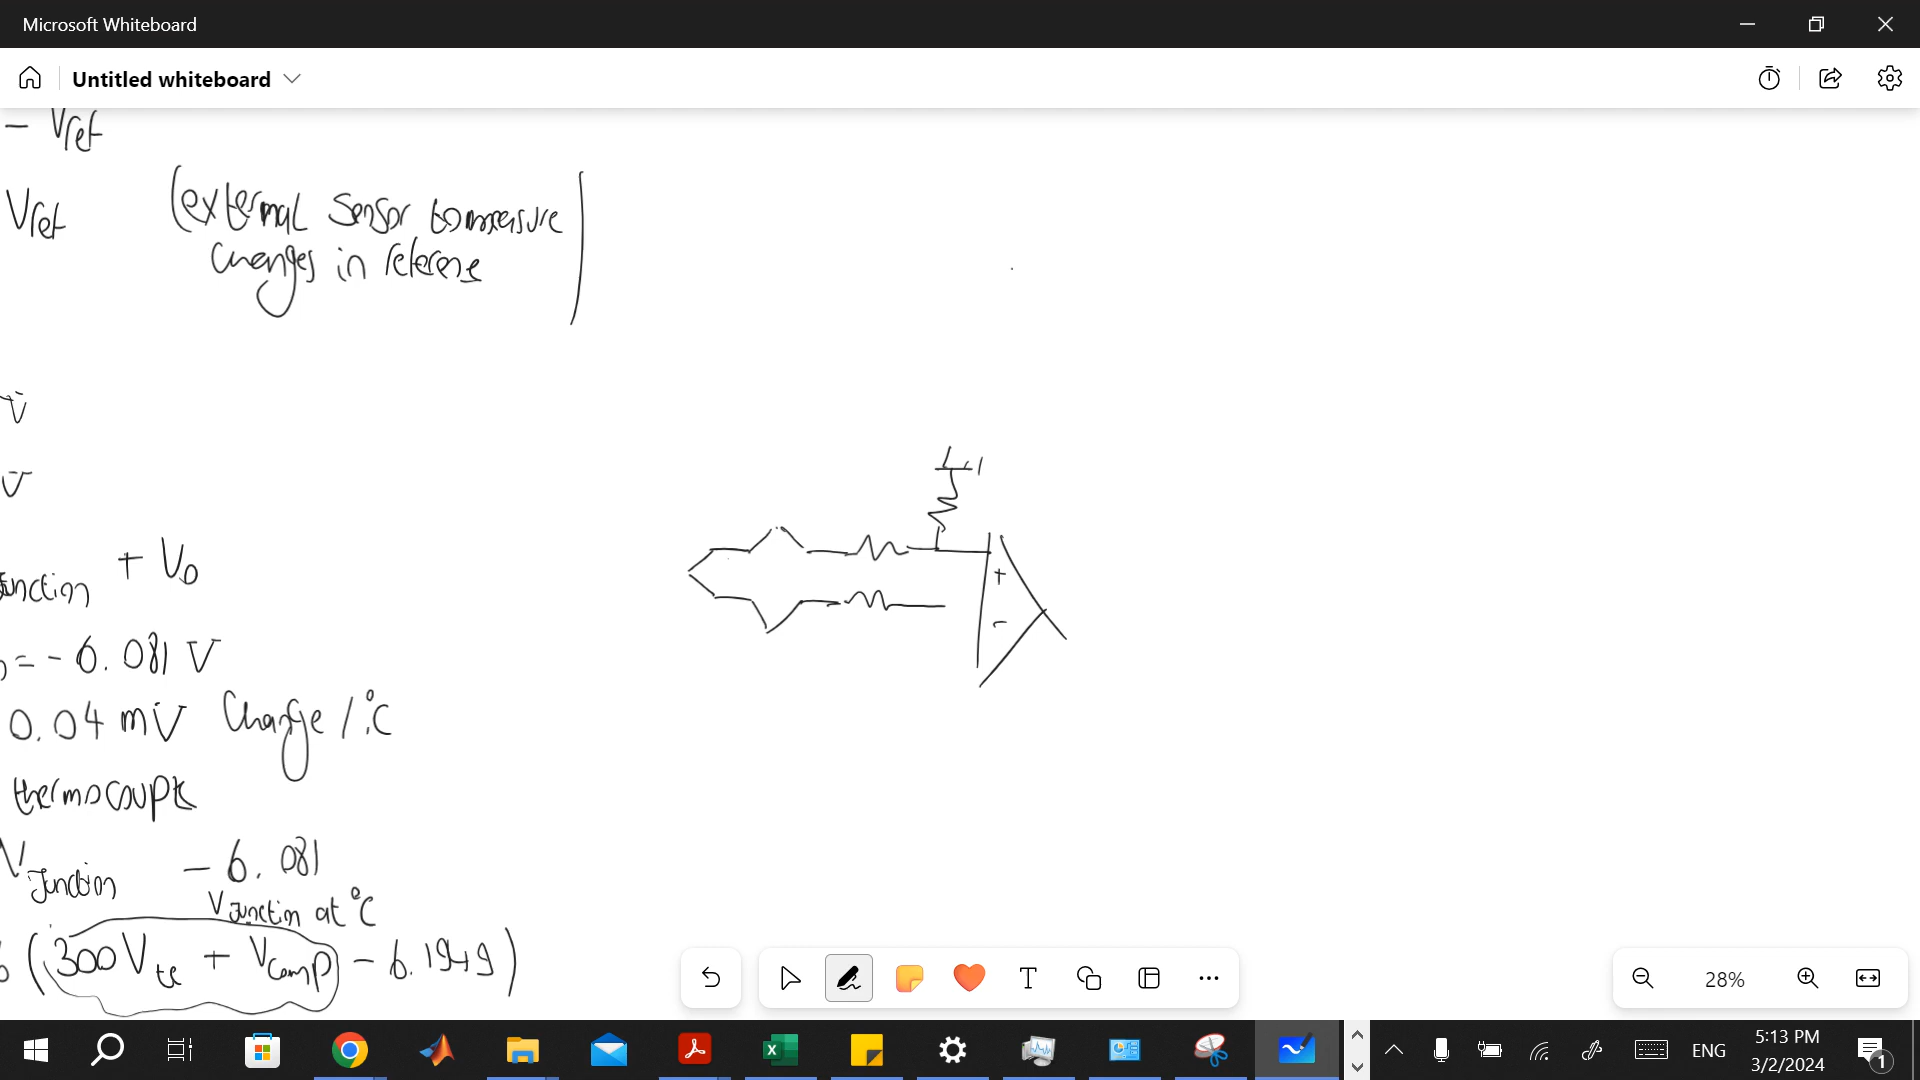 Microsoft Whiteboard
Untitled whiteboard
- Vref
Vref
(external sensor to measure
changes in reference
V
+ V0
= - 6.081 V
0.04 mV Change / °C
thermocouple
Junction - 6.081
V Junction at °C
(300 Vtc + Vcomp - 6.1949)
+
-
28%
ENG
5:13 PM
3/2/2024
1